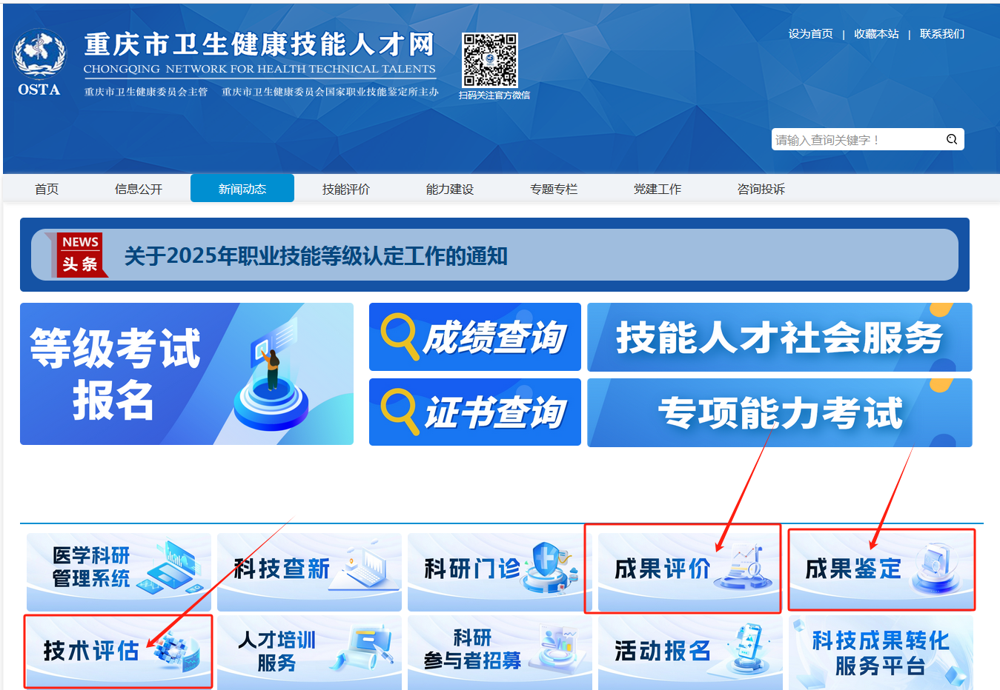 重庆市卫生健康技能人才网
CHONGQING NETWORK FOR HEALTH TECHNICAL TALENTS
OSTA
重庆市卫生健康委员会主管 重庆市卫生健康委员会国家职业技能鉴定所主办
扫码关注官方微信
设为首页 | 收藏本站 | 联系我们
请输入查询关键字！
首页 信息公开 新闻动态 技能评价 能力建设 专题专栏 党建工作 咨询投诉
NEWS
头条
关于2025年职业技能等级认定工作的通知
等级考试
报名
成绩查询
技能人才社会服务
证书查询
专项能力考试
医学科研
管理系统
科技查新
科研门诊
成果评价
成果鉴定
技术评估
人才培训
服务
科研
参与者招募
活动报名
科技成果转化
服务平台